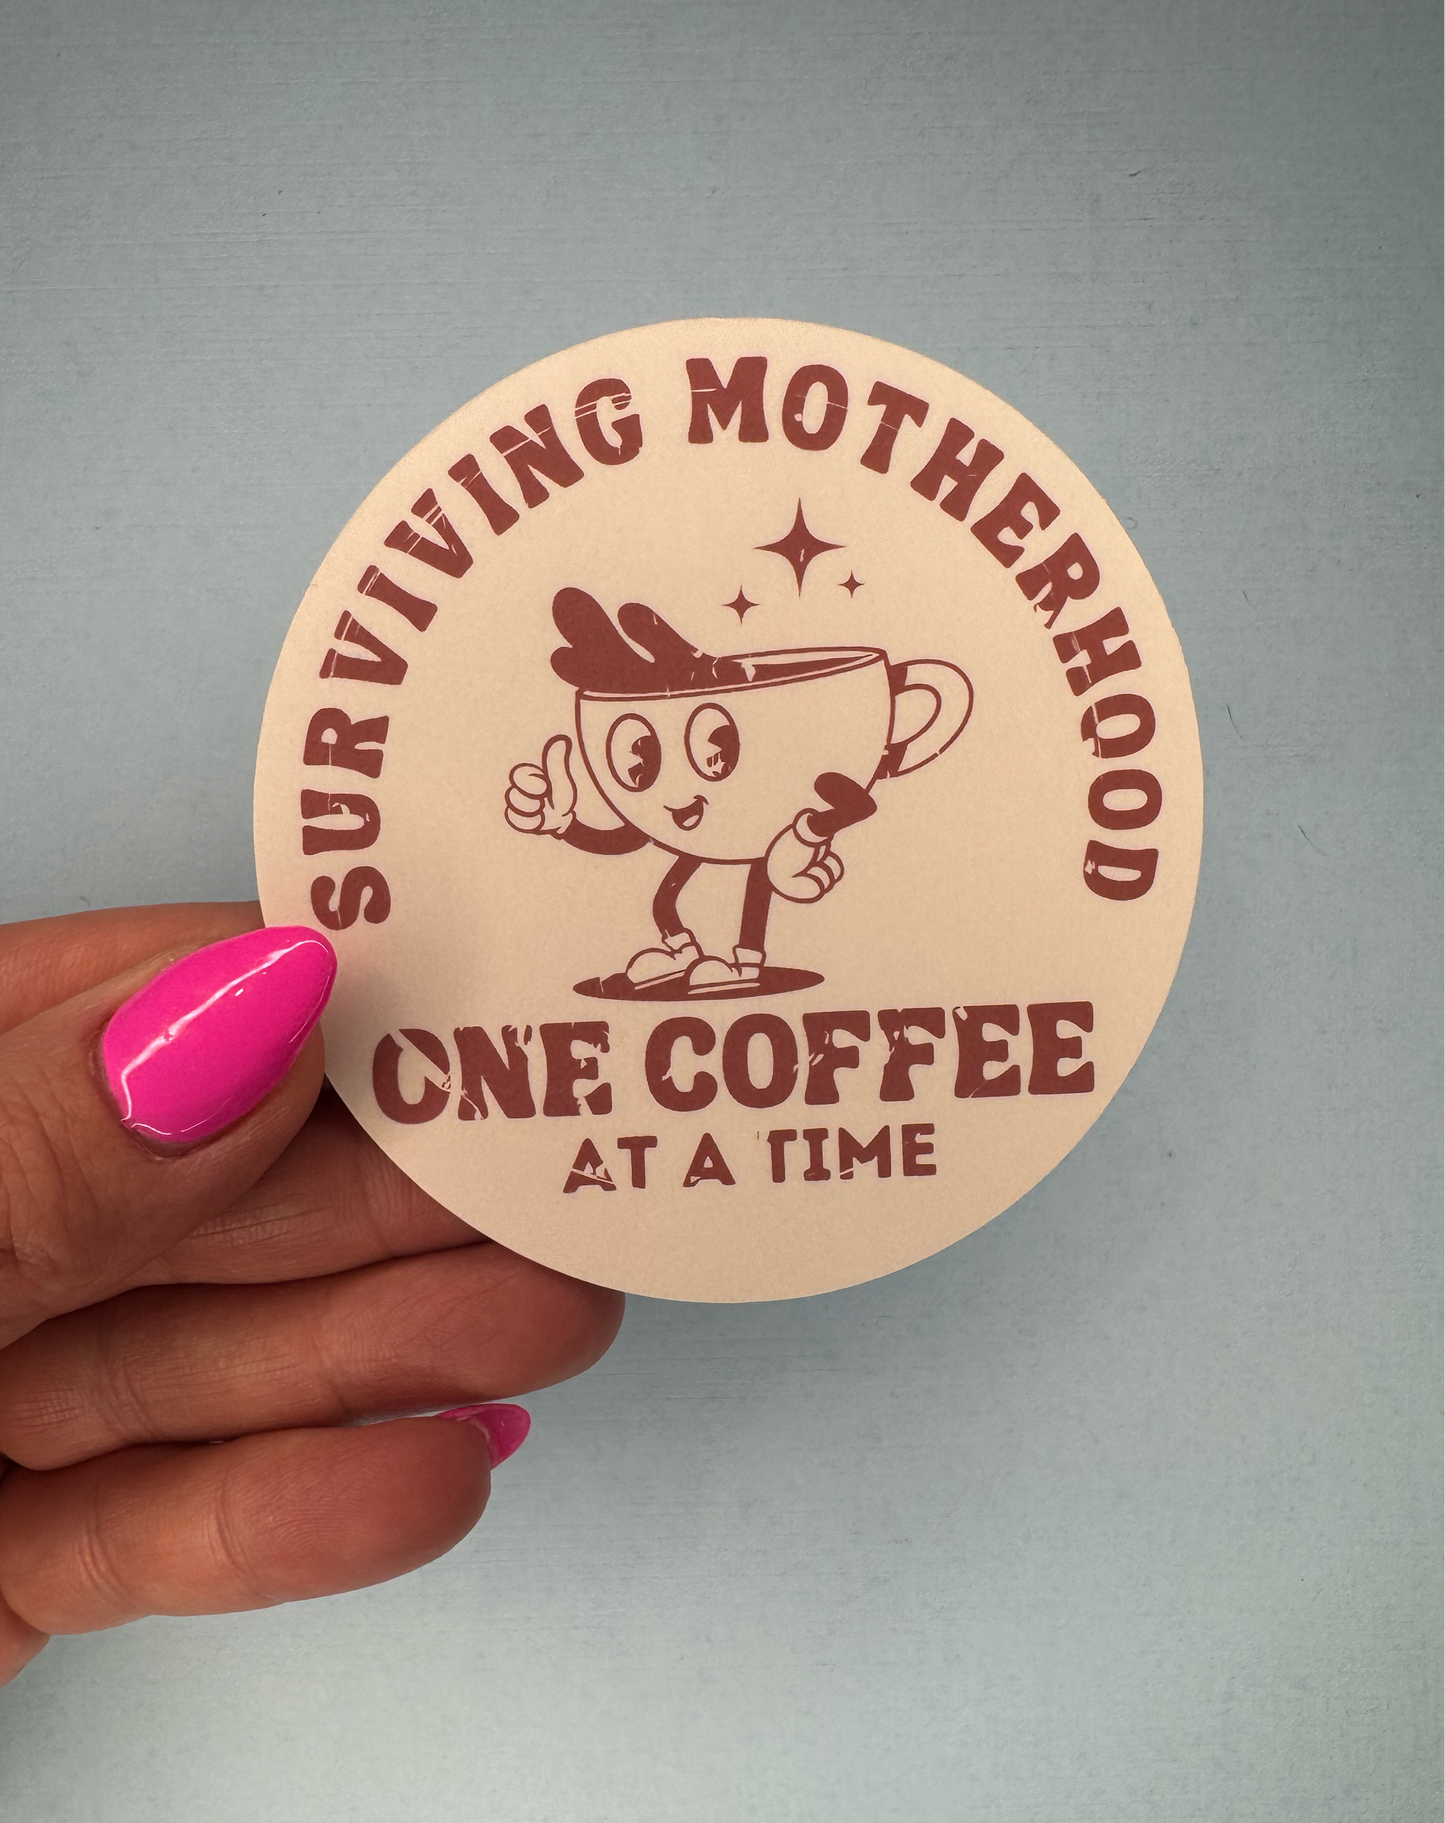 SURVIVING MOTHERHOOD
ONE COFFEE
AT A TIME